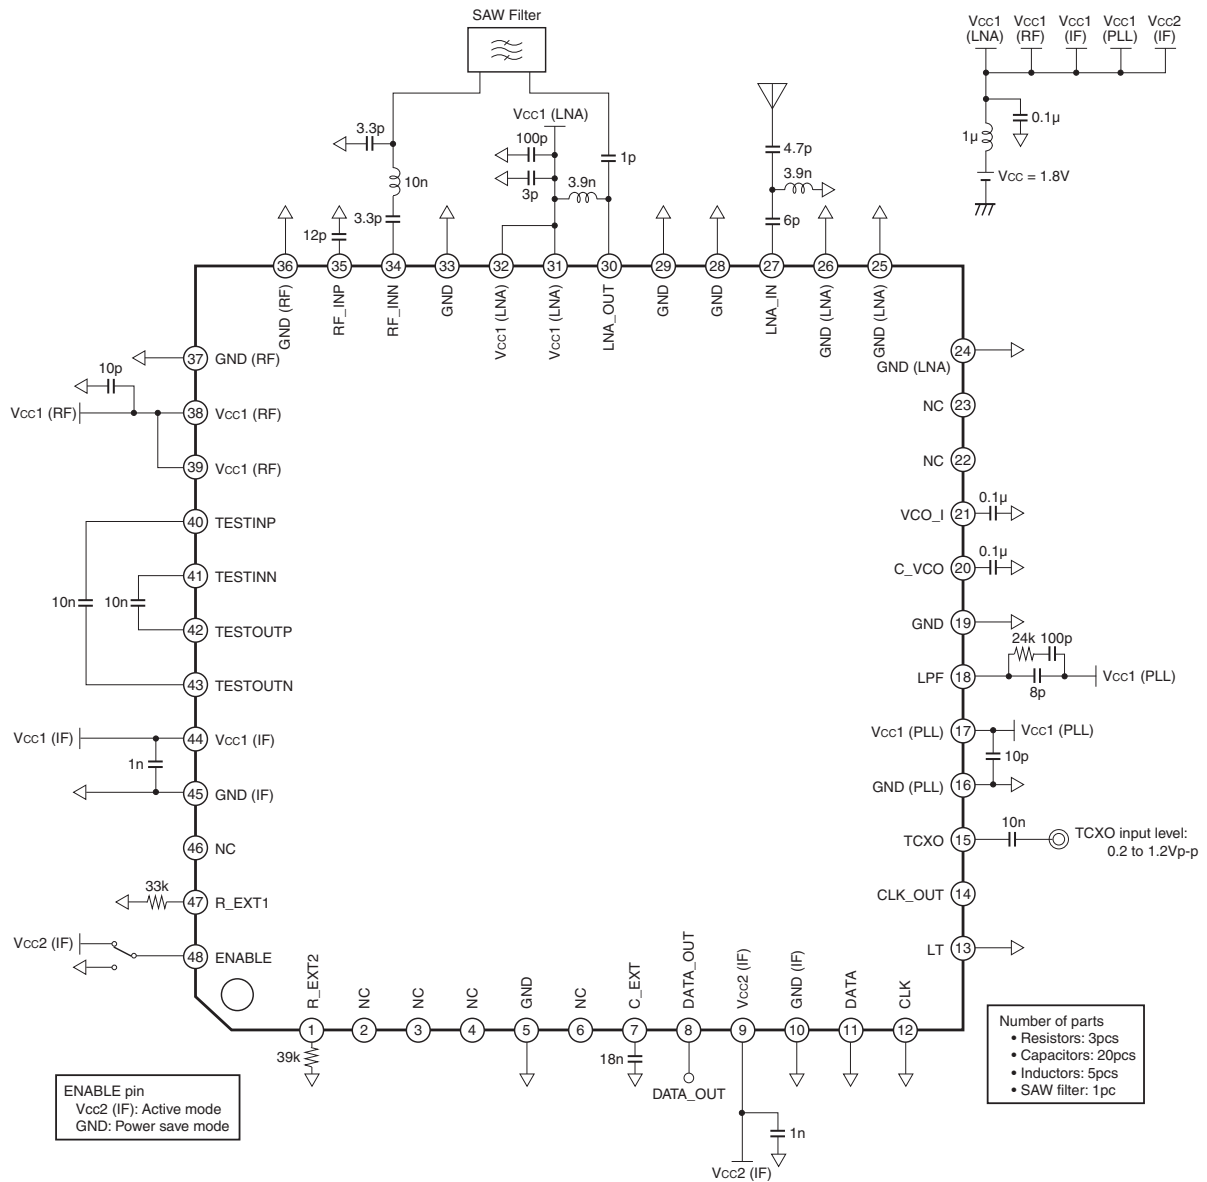 SAW Filter
Vcc1 (LNA)
Vcc1 (RF)
Vcc1 (IF)
Vcc1 (PLL)
Vcc2 (IF)
0.1μ
1μ
Vcc = 1.8V
3.3p
10n
3.3p
12p
Vcc1 (LNA)
100p
3p
3.9n
1p
4.7p
3.9n
6p
36
35
34
33
32
31
30
29
28
27
26
25
GND (RF)
RF_INP
RF_INN
GND
Vcc1 (LNA)
Vcc1 (LNA)
LNA_OUT
GND
GND
LNA_IN
GND (LNA)
GND (LNA)
37 GND (RF)
10p
Vcc1 (RF)
38 Vcc1 (RF)
39 Vcc1 (RF)
40 TESTINP
41 TESTINN
10n
10n
42 TESTOUTP
43 TESTOUTN
Vcc1 (IF)
44 Vcc1 (IF)
1n
45 GND (IF)
46 NC
33k
47 R_EXT1
Vcc2 (IF)
48 ENABLE
24
GND (LNA)
NC 23
NC 22
VCO_I 21
0.1μ
C_VCO 20
0.1μ
GND 19
24k 100p
LPF 18
8p
Vcc1 (PLL)
Vcc1 (PLL) 17
Vcc1 (PLL)
10p
GND (PLL) 16
TCXO 15
10n
TCXO input level:
0.2 to 1.2Vp-p
CLK_OUT 14
LT 13
R_EXT2
NC
NC
NC
GND
NC
C_EXT
DATA_OUT
Vcc2 (IF)
GND (IF)
DATA
CLK
1
2
3
4
5
6
7
8
9
10
11
12
39k
18n
DATA_OUT
1n
Vcc2 (IF)
ENABLE pin
Vcc2 (IF): Active mode
GND: Power save mode
Number of parts
• Resistors: 3pcs
• Capacitors: 20pcs
• Inductors: 5pcs
• SAW filter: 1pc